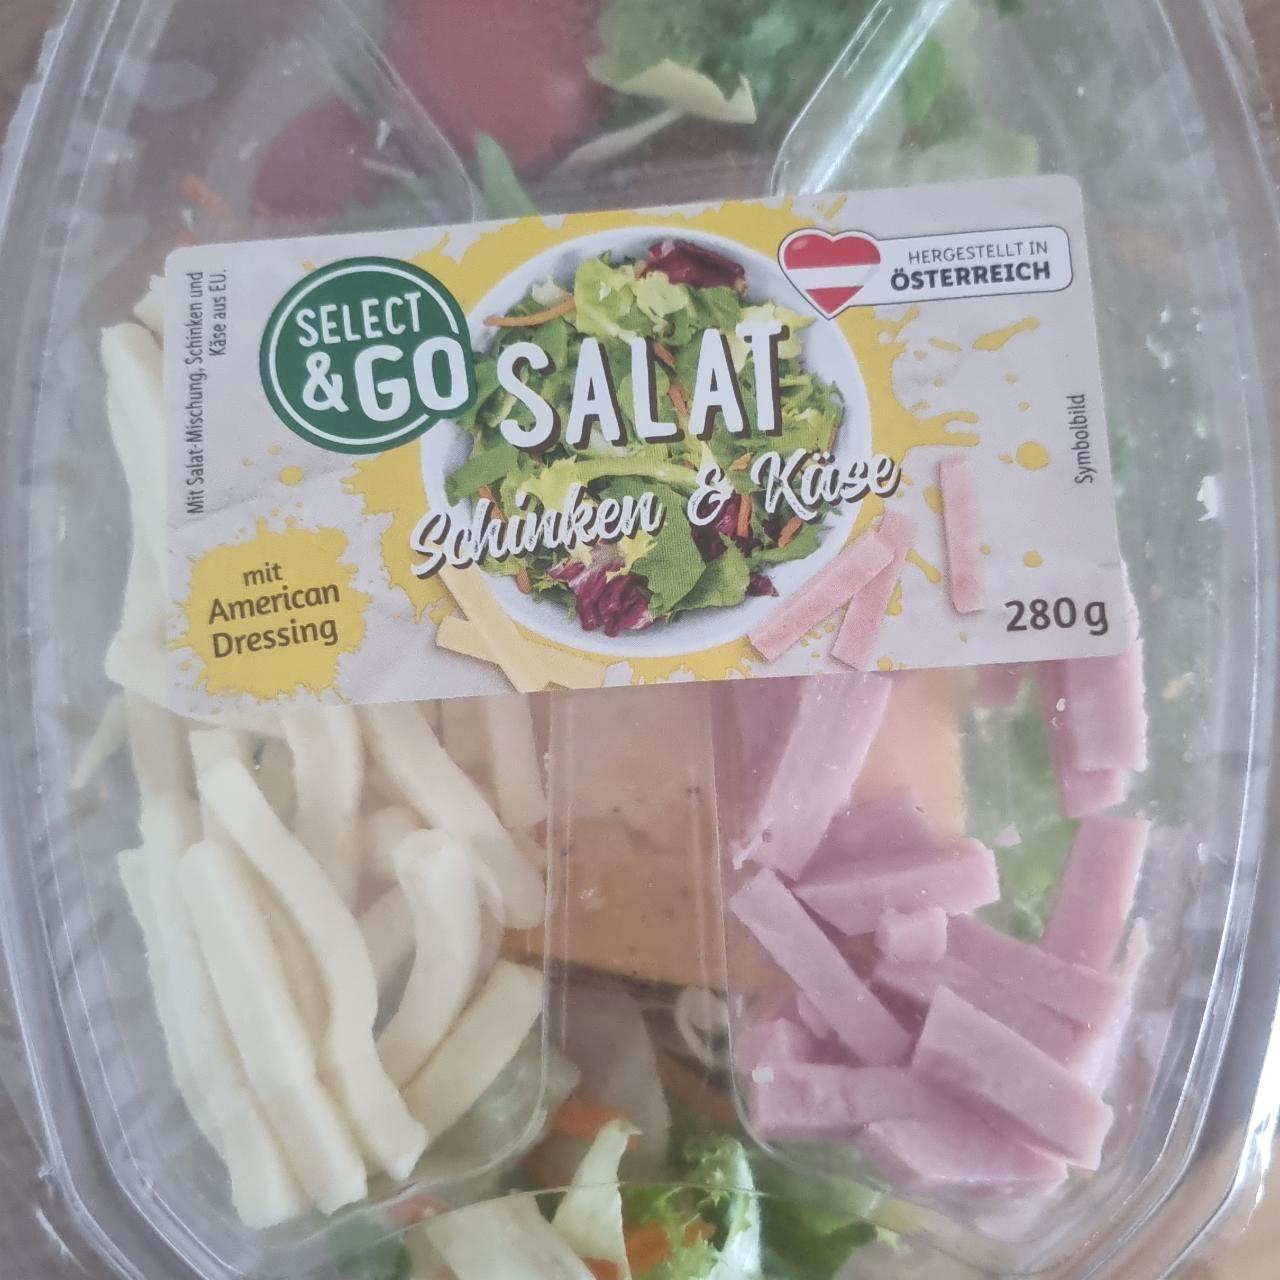 Mit Salat-Mischung, Schinken und
Käse aus EU.
SELECT
& GO
HERGESTELLT IN
ÖSTERREICH
SALAT
Schinken & Käse
Symbolbild
mit
American
Dressing
280 g